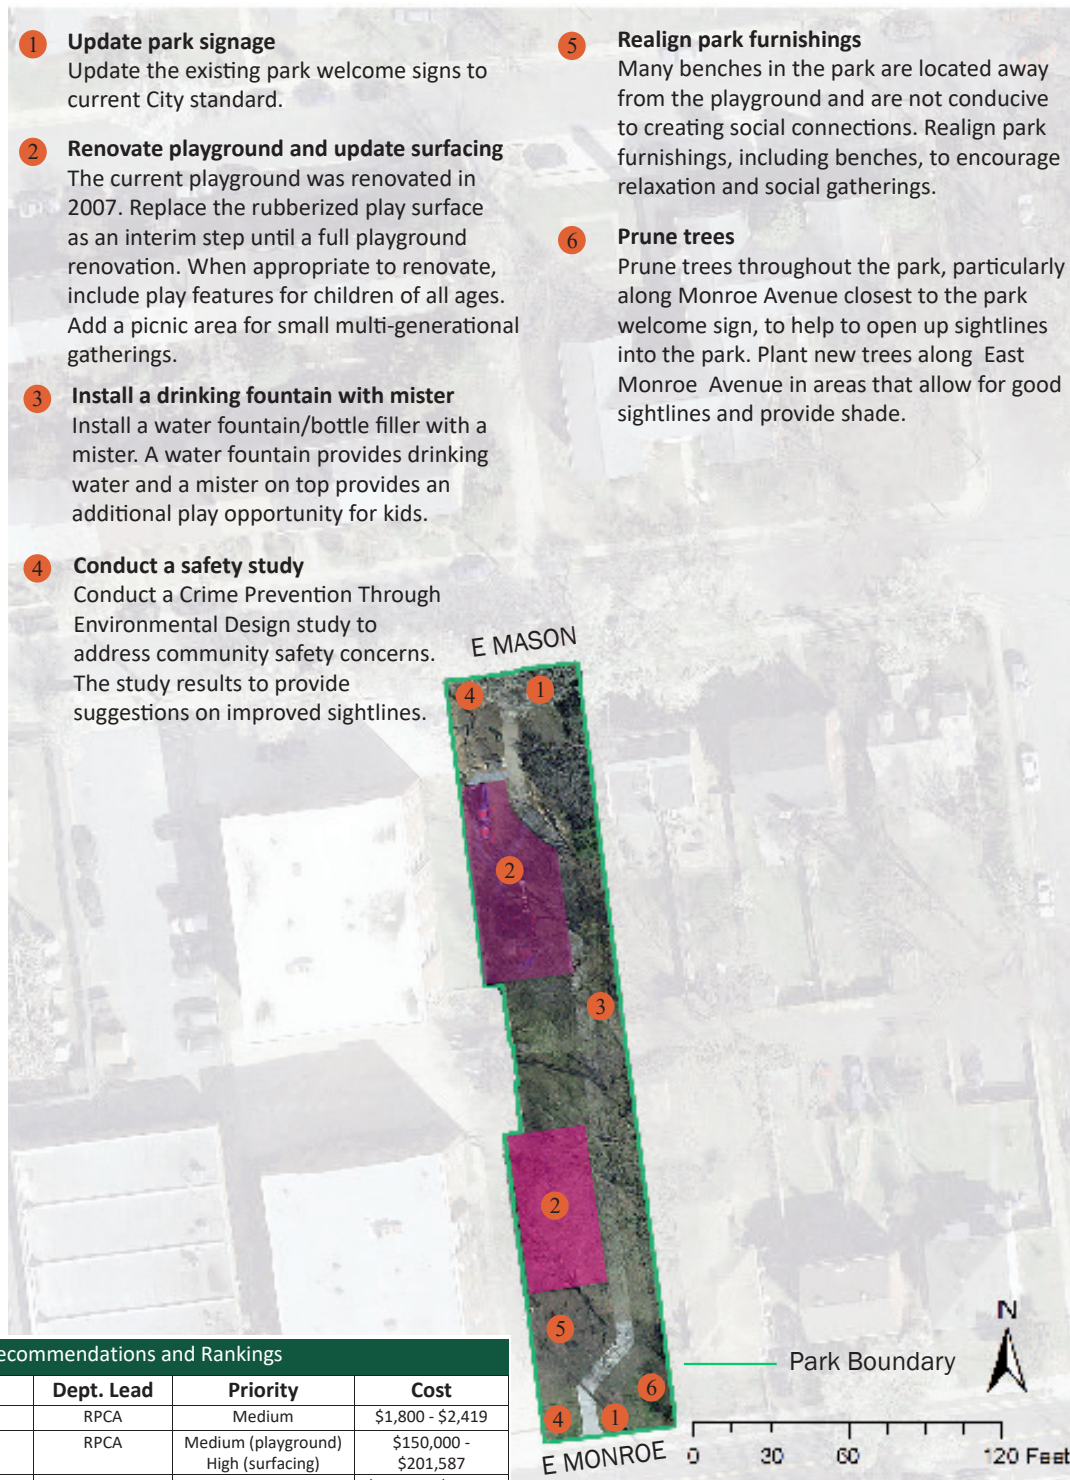 1 Update park signage
Update the existing park welcome signs to
current City standard.
2 Renovate playground and update surfacing
The current playground was renovated in
2007. Replace the rubberized play surface
as an interim step until a full playground
renovation. When appropriate to renovate,
include play features for children of all ages.
Add a picnic area for small multi-generational
gatherings.
3 Install a drinking fountain with mister
Install a water fountain/bottle filler with a
mister. A water fountain provides drinking
water and a mister on top provides an
additional play opportunity for kids.
4 Conduct a safety study
Conduct a Crime Prevention Through
Environmental Design study to
address community safety concerns.
The study results to provide
suggestions on improved sightlines.
5 Realign park furnishings
Many benches in the park are located away
from the playground and are not conducive
to creating social connections. Realign park
furnishings, including benches, to encourage
relaxation and social gatherings.
6 Prune trees
Prune trees throughout the park, particularly
along Monroe Avenue closest to the park
welcome sign, to help to open up sightlines
into the park. Plant new trees along East
Monroe Avenue in areas that allow for good
sightlines and provide shade.
E MASON
4 1
2
3
2
5
6
4 1
E MONROE
Park Boundary
N
0 30 60 120 Feet
ecommendations and Rankings
Dept. Lead Priority Cost
RPCA Medium $1,800 - $2,419
RPCA Medium (playground) $150,000 -
High (surfacing) $201,587